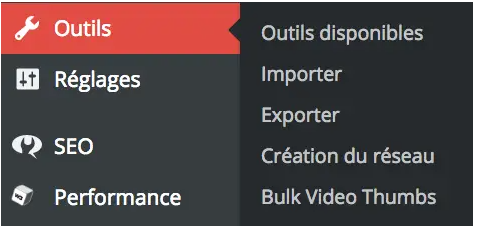 Outils
Réglages
SEO
Performance
Outils disponibles
Importer
Exporter
Création du réseau
Bulk Video Thumbs